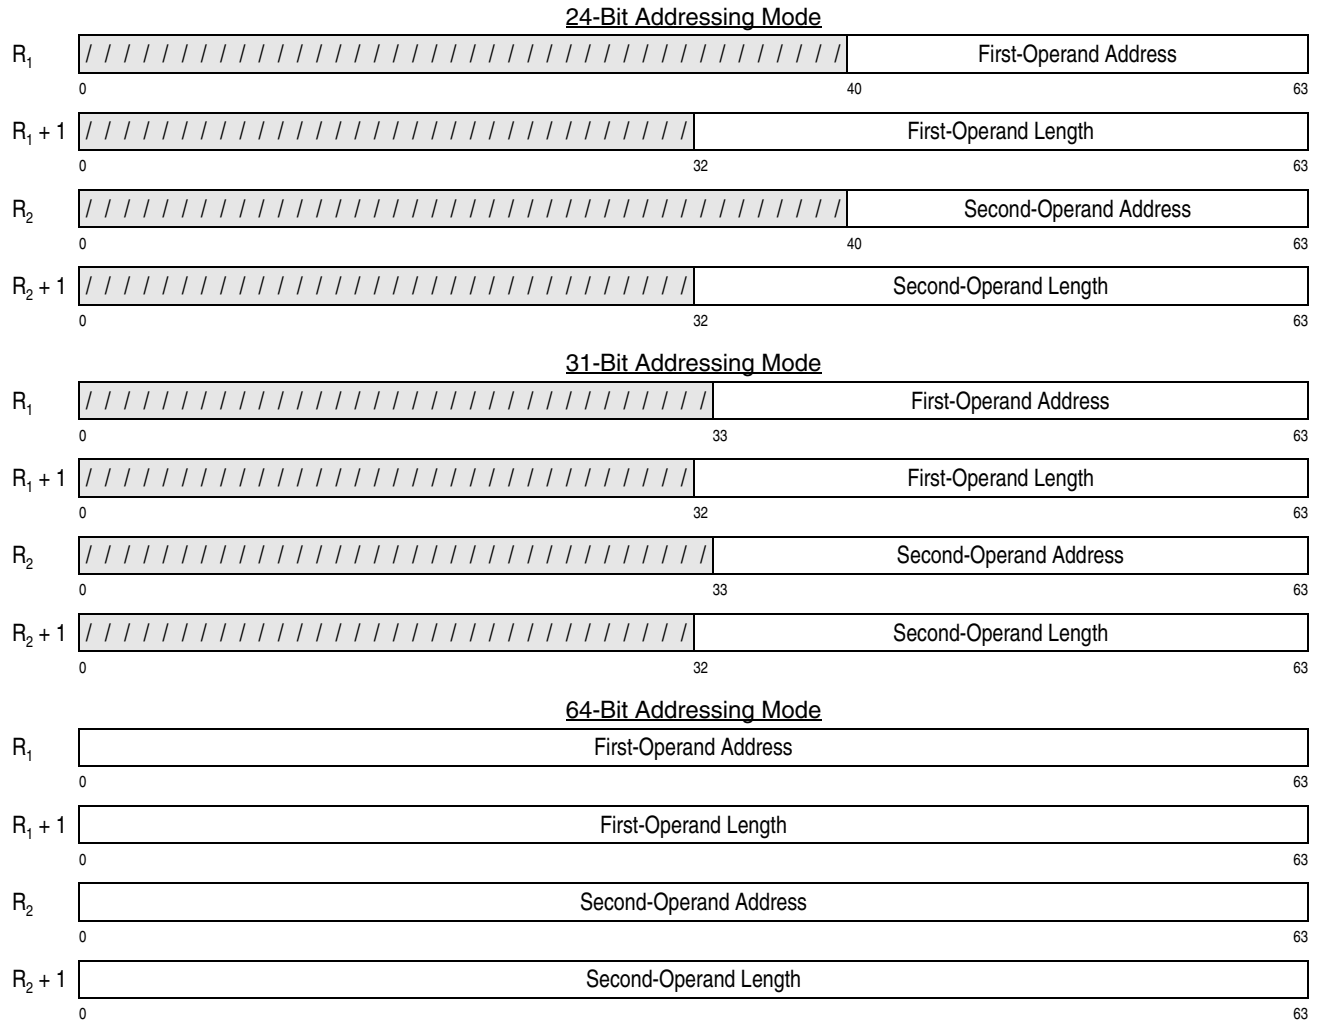 24-Bit Addressing Mode
R1 / / / / / / / / / / / / / / / / / / / / / / / / / / / / / / / / / / / / / / / / First-Operand Address
0 40 63
R1 + 1 / / / / / / / / / / / / / / / / / / / / / / / / / / / / / / / / First-Operand Length
0 32 63
R2 / / / / / / / / / / / / / / / / / / / / / / / / / / / / / / / / / / / / / / / / Second-Operand Address
0 40 63
R2 + 1 / / / / / / / / / / / / / / / / / / / / / / / / / / / / / / / / Second-Operand Length
0 32 63
31-Bit Addressing Mode
R1 / / / / / / / / / / / / / / / / / / / / / / / / / / / / / / / / / First-Operand Address
0 33 63
R1 + 1 / / / / / / / / / / / / / / / / / / / / / / / / / / / / / / / / First-Operand Length
0 32 63
R2 / / / / / / / / / / / / / / / / / / / / / / / / / / / / / / / / / Second-Operand Address
0 33 63
R2 + 1 / / / / / / / / / / / / / / / / / / / / / / / / / / / / / / / / Second-Operand Length
0 32 63
64-Bit Addressing Mode
R1 First-Operand Address
0 63
R1 + 1 First-Operand Length
0 63
R2 Second-Operand Address
0 63
R2 + 1 Second-Operand Length
0 63